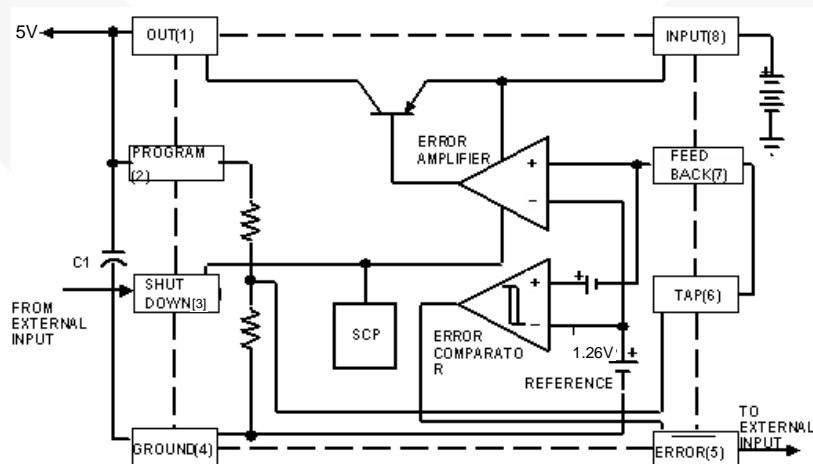 5V
OUT(1)
INPUT(8)
+
PROGRAM
(2)
ERROR
AMPLIFIER
+
−
FEED
BACK(7)
C1
SHUT
DOWN[3]
FROM
EXTERNAL
INPUT
SCP
+
+
−
TAP(6)
ERROR
COMPARATO
R
1.26V
+
REFERENCE
GROUND(4)
ERROR(5)
TO
EXTERNAL
INPUT